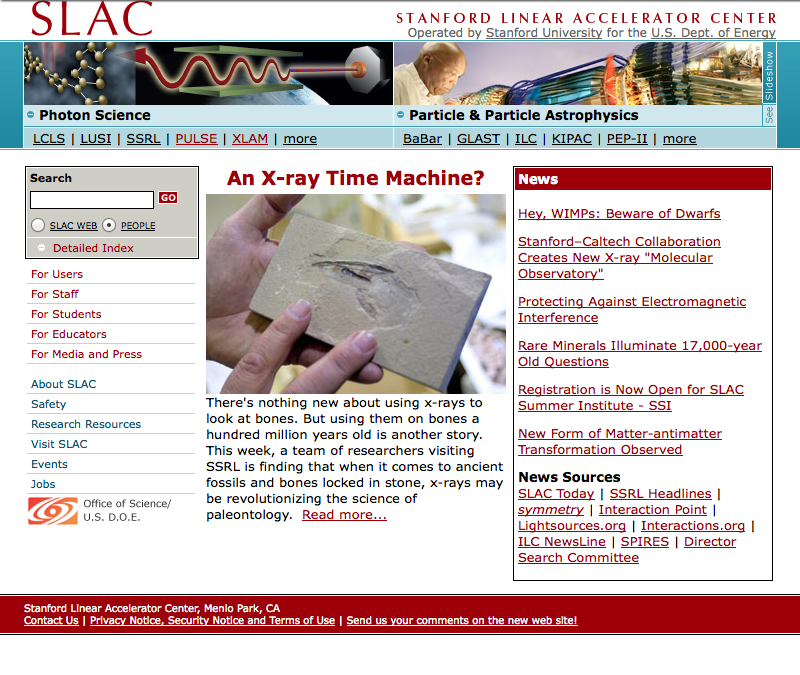 SLAC
STANFORD LINEAR ACCELERATOR CENTER
Operated by Stanford University for the U.S. Dept. of Energy
See Slideshow
Photon Science
LCLS | LUSI | SSRL | PULSE | XLAM | more
Particle & Particle Astrophysics
BaBar | GLAST | ILC | KIPAC | PEP-II | more
Search
GO
SLAC WEB PEOPLE
Detailed Index
For Users
For Staff
For Students
For Educators
For Media and Press
About SLAC
Safety
Research Resources
Visit SLAC
Events
Jobs
Office of Science/
U.S. D.O.E.
An X-ray Time Machine?
There's nothing new about using x-rays to
look at bones. But using them on bones a
hundred million years old is another story.
This week, a team of researchers visiting
SSRL is finding that when it comes to ancient
fossils and bones locked in stone, x-rays may
be revolutionizing the science of
paleontology. Read more...
News
Hey, WIMPs: Beware of Dwarfs
Stanford–Caltech Collaboration
Creates New X-ray "Molecular
Observatory"
Protecting Against Electromagnetic
Interference
Rare Minerals Illuminate 17,000-year
Old Questions
Registration is Now Open for SLAC
Summer Institute - SSI
New Form of Matter-antimatter
Transformation Observed
News Sources
SLAC Today | SSRL Headlines |
symmetry | Interaction Point |
Lightsources.org | Interactions.org |
ILC NewsLine | SPIRES | Director
Search Committee
Stanford Linear Accelerator Center, Menlo Park, CA
Contact Us | Privacy Notice, Security Notice and Terms of Use | Send us your comments on the new web site!